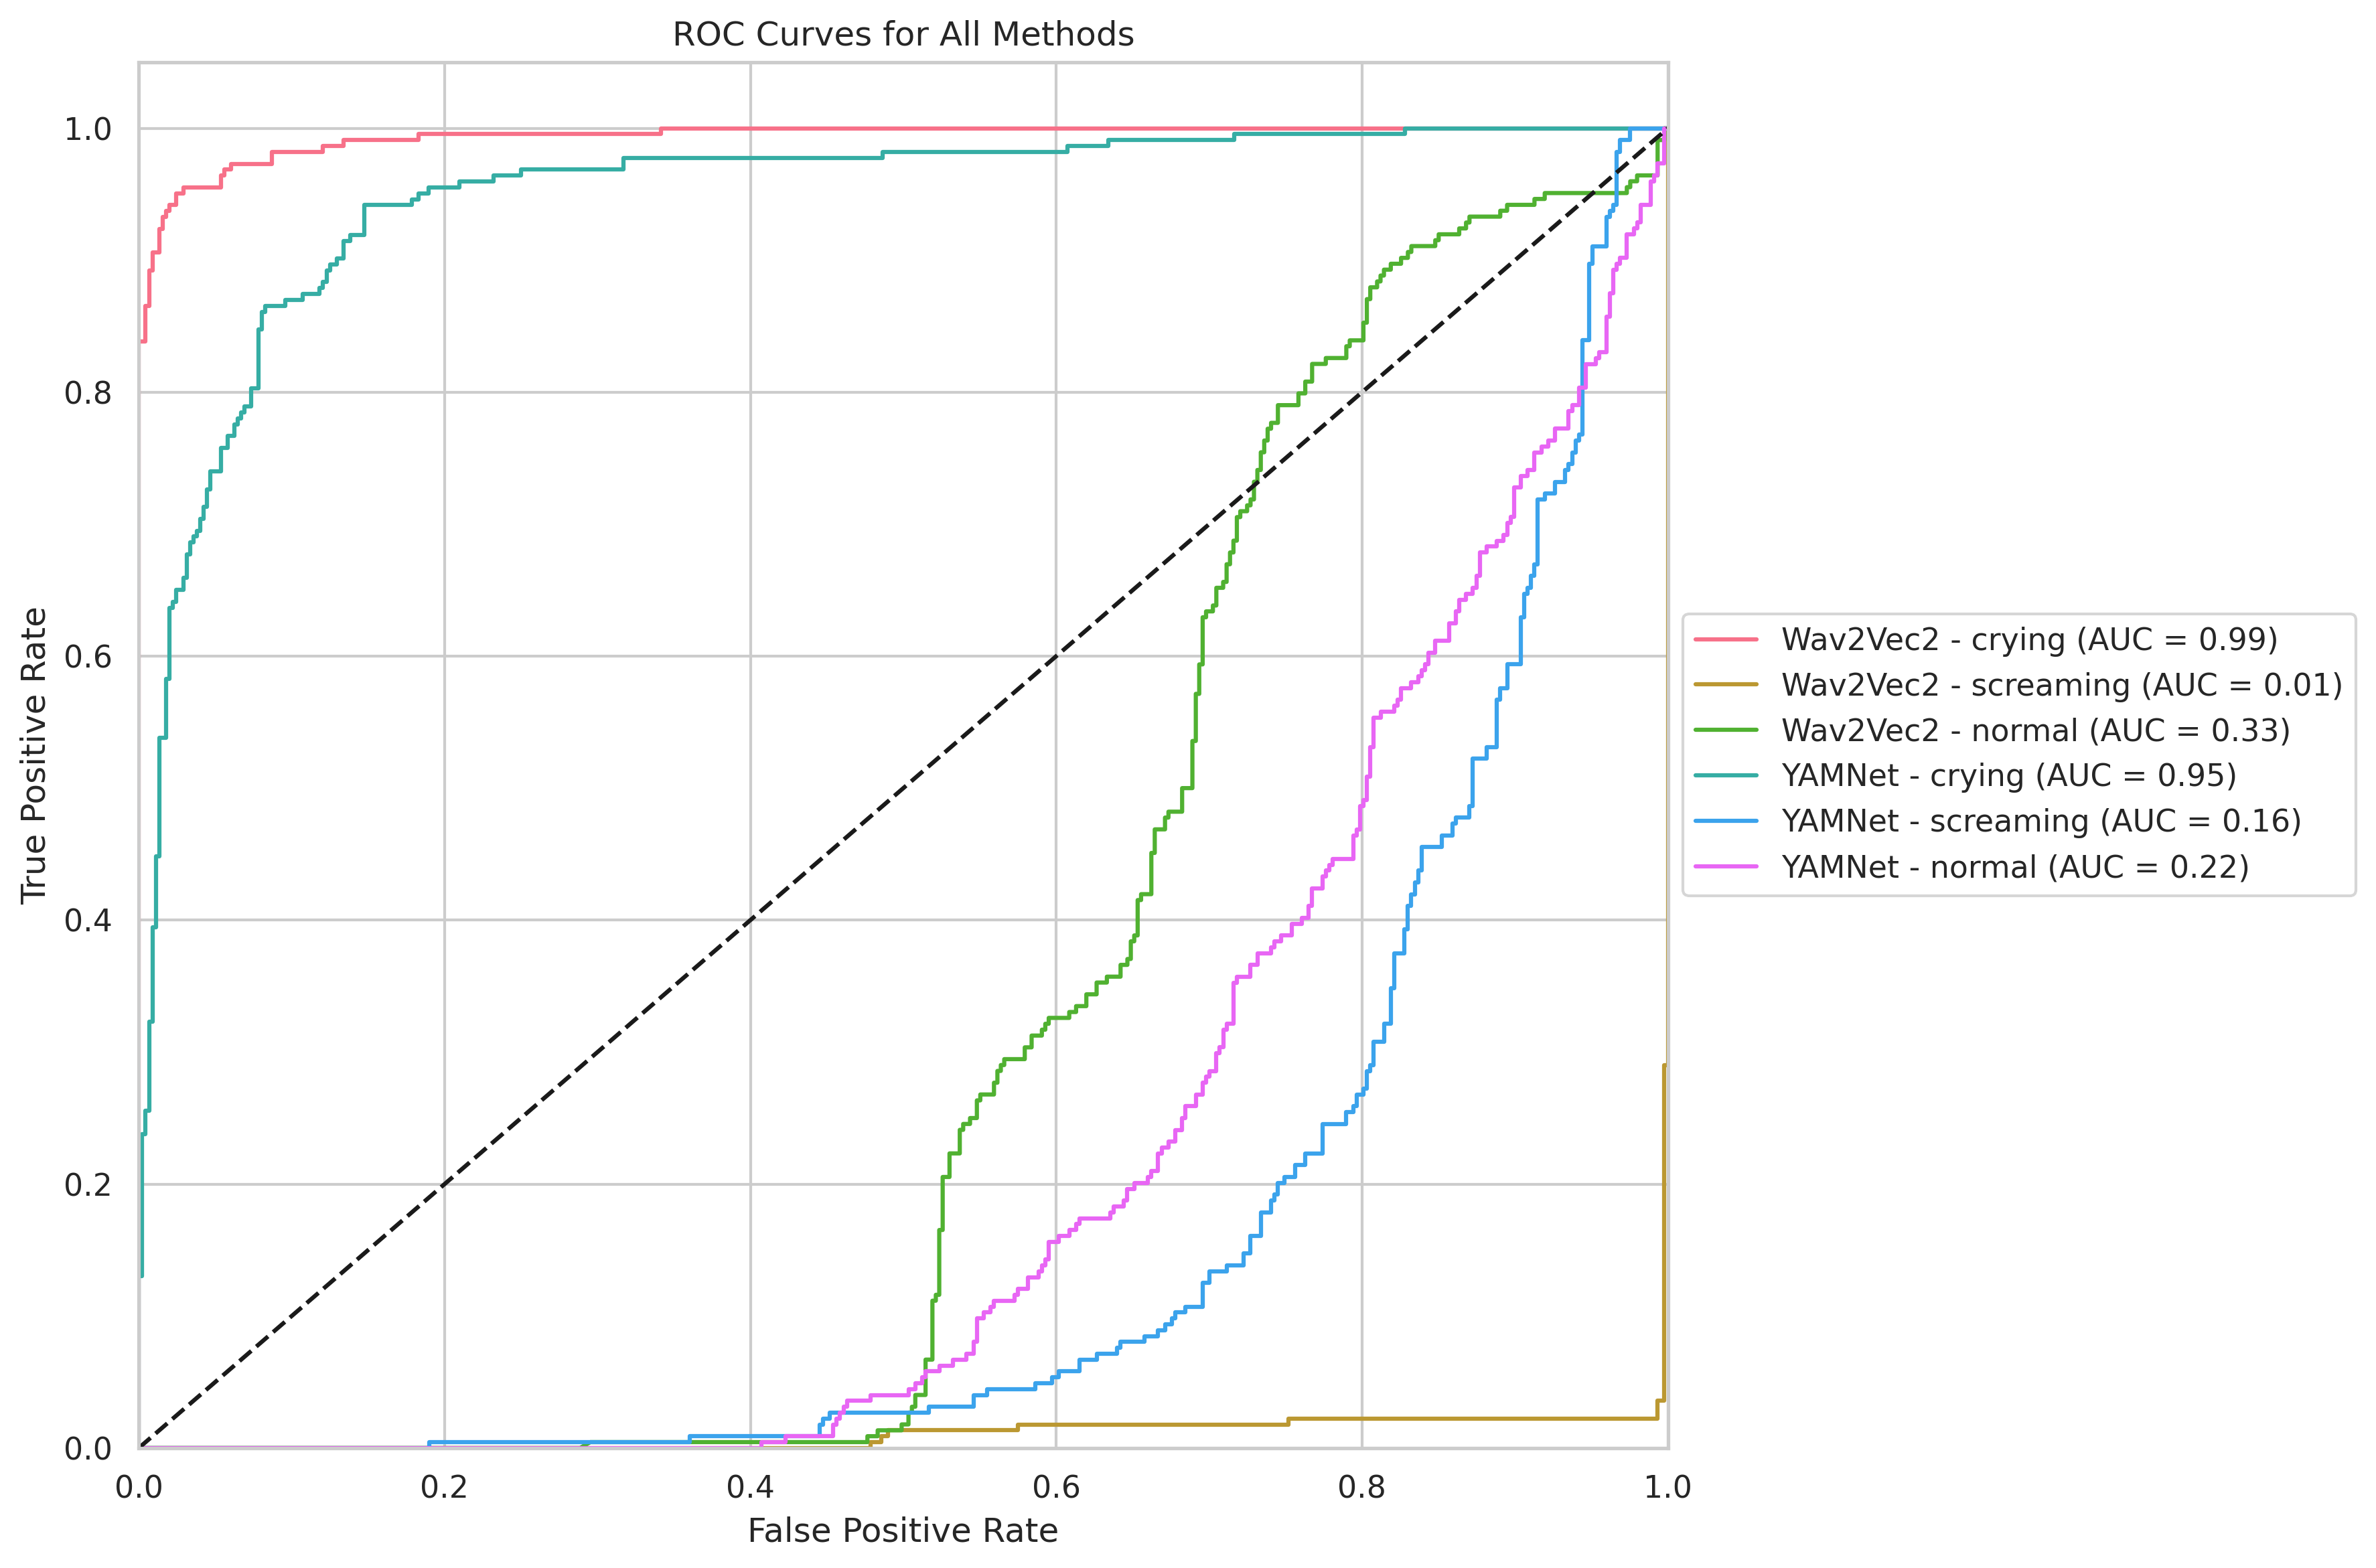 ROC Curves for All Methods
1.0
0.8
0.6
0.4
0.2
0.0
True Positive Rate
0.0 0.2 0.4 0.6 0.8 1.0
False Positive Rate
Wav2Vec2 - crying (AUC = 0.99)
Wav2Vec2 - screaming (AUC = 0.01)
Wav2Vec2 - normal (AUC = 0.33)
YAMNet - crying (AUC = 0.95)
YAMNet - screaming (AUC = 0.16)
YAMNet - normal (AUC = 0.22)